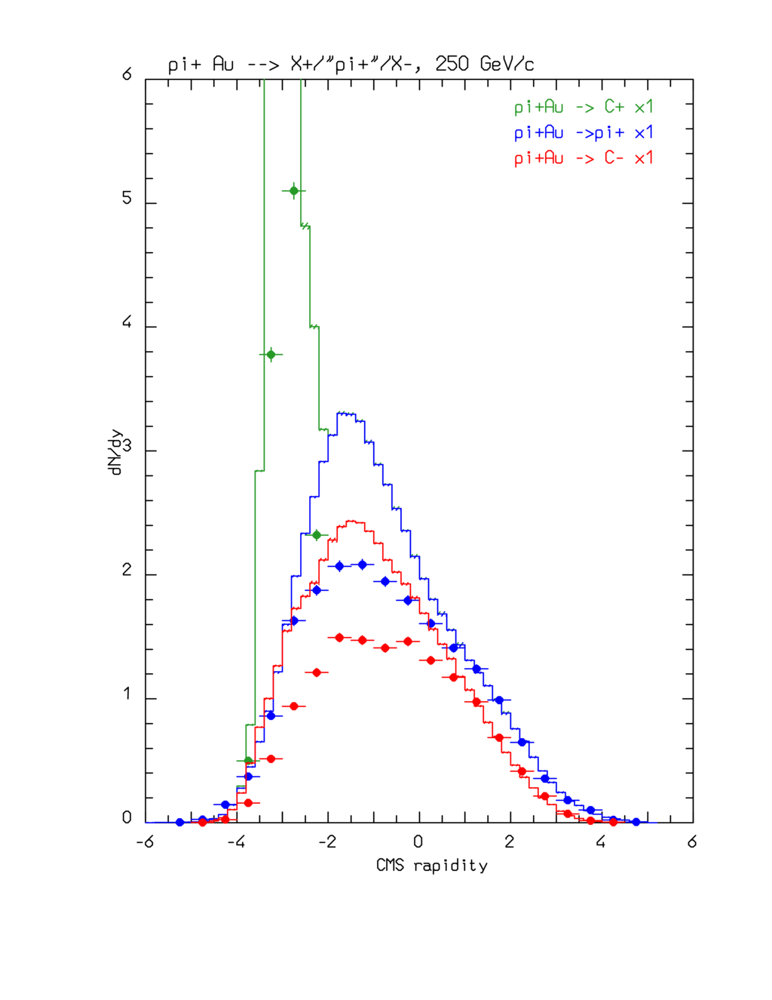 pi+ Au --> X+/"pi+"/X-, 250 GeV/c
6
pi+Au -> C+ x1
pi+Au ->pi+ x1
pi+Au -> C- x1
5
4
3
dN/dy
2
1
0
-6 -4 -2 0 2 4 6
CMS rapidity